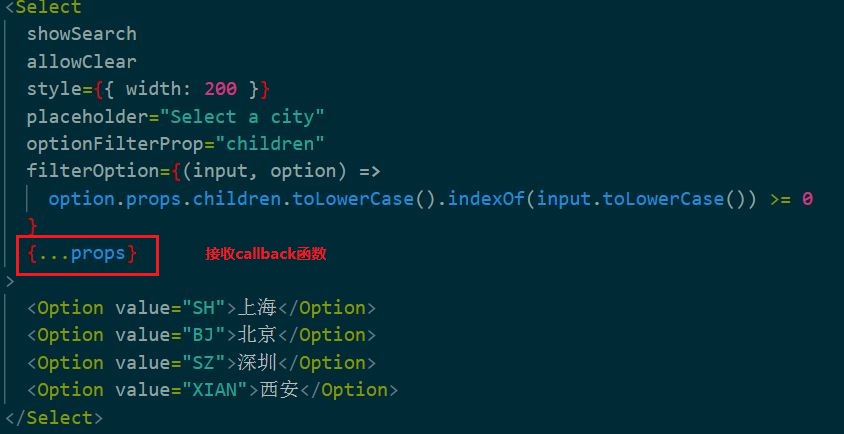 <Select
showSearch
allowClear
style={{ width: 200 }}
placeholder="Select a city"
optionFilterProp="children"
filterOption={(input, option) =>
option.props.children.toLowerCase().indexOf(input.toLowerCase()) >= 0
}
{...props} 接收callback函数
>
<Option value="SH">上海</Option>
<Option value="BJ">北京</Option>
<Option value="SZ">深圳</Option>
<Option value="XIAN">西安</Option>
</Select>